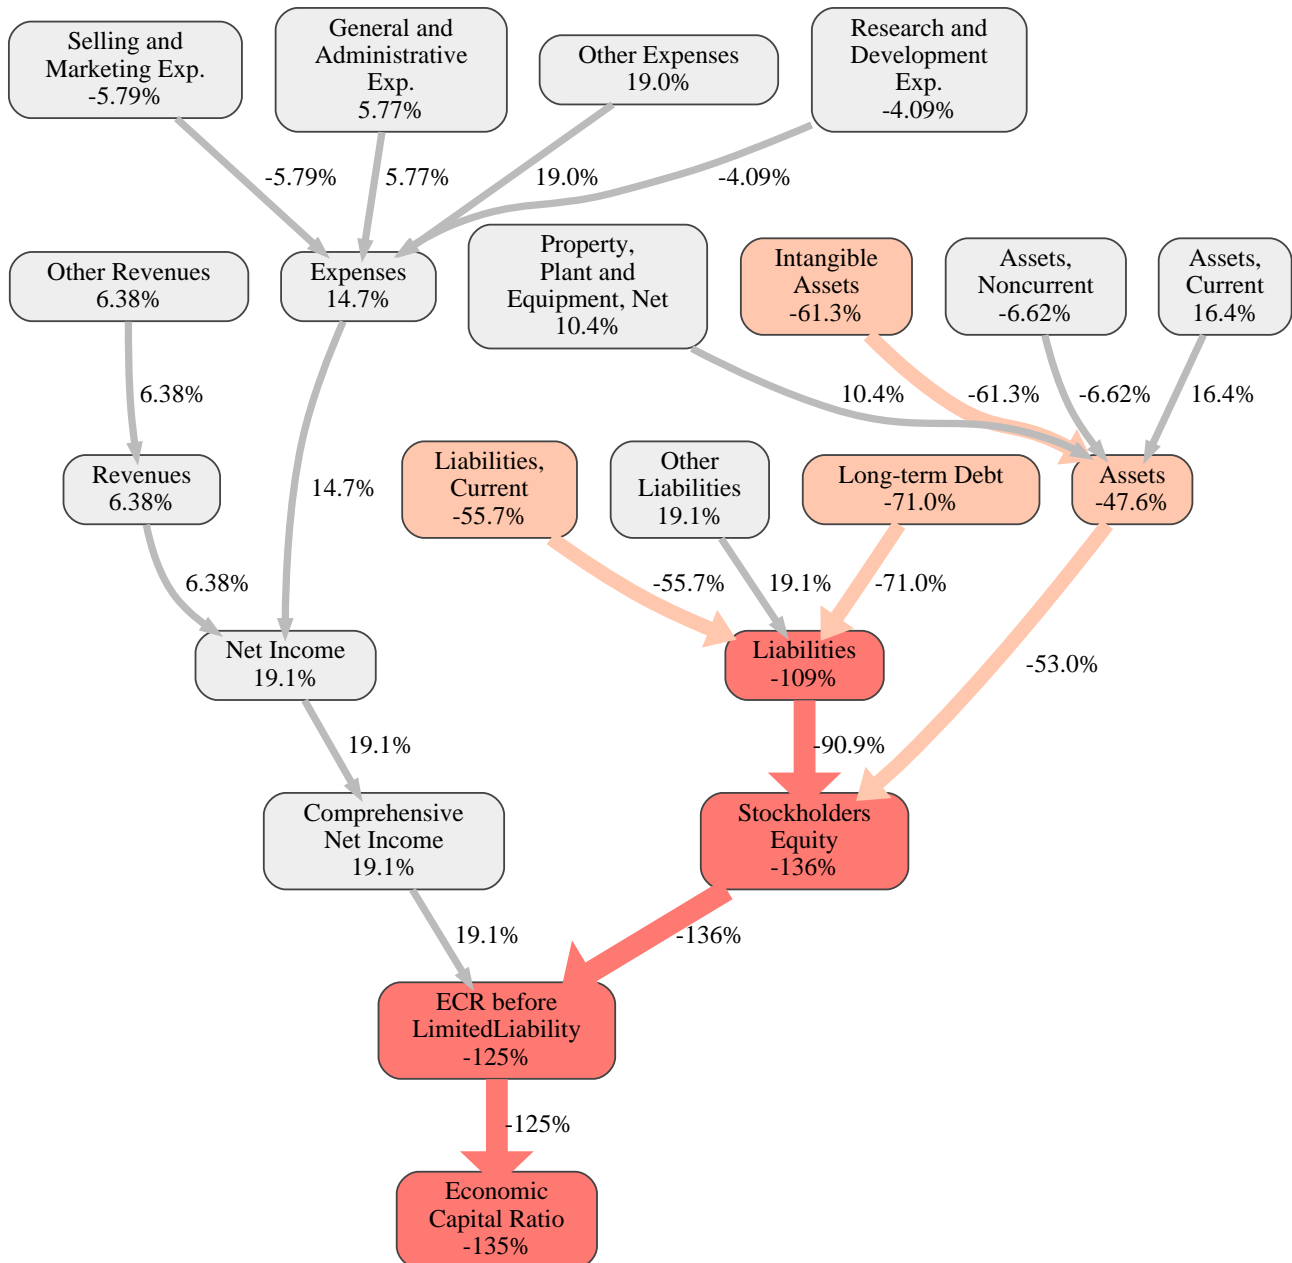 Selling and
Marketing Exp.
-5.79%
General and
Administrative
Exp.
5.77%
Other Expenses
19.0%
Research and
Development
Exp.
-4.09%
-5.79%
5.77%
19.0%
-4.09%
Other Revenues
6.38%
Expenses
14.7%
Property,
Plant and
Equipment, Net
10.4%
Intangible
Assets
-61.3%
Assets,
Noncurrent
-6.62%
Assets,
Current
16.4%
6.38%
14.7%
10.4%
-61.3%
-6.62%
16.4%
Revenues
6.38%
Liabilities,
Current
-55.7%
Other
Liabilities
19.1%
Long-term Debt
-71.0%
Assets
-47.6%
6.38%
-55.7%
19.1%
-71.0%
-53.0%
Net Income
19.1%
Liabilities
-109%
19.1%
-90.9%
Comprehensive
Net Income
19.1%
Stockholders
Equity
-136%
19.1%
-136%
ECR before
LimitedLiability
-125%
-125%
Economic
Capital Ratio
-135%